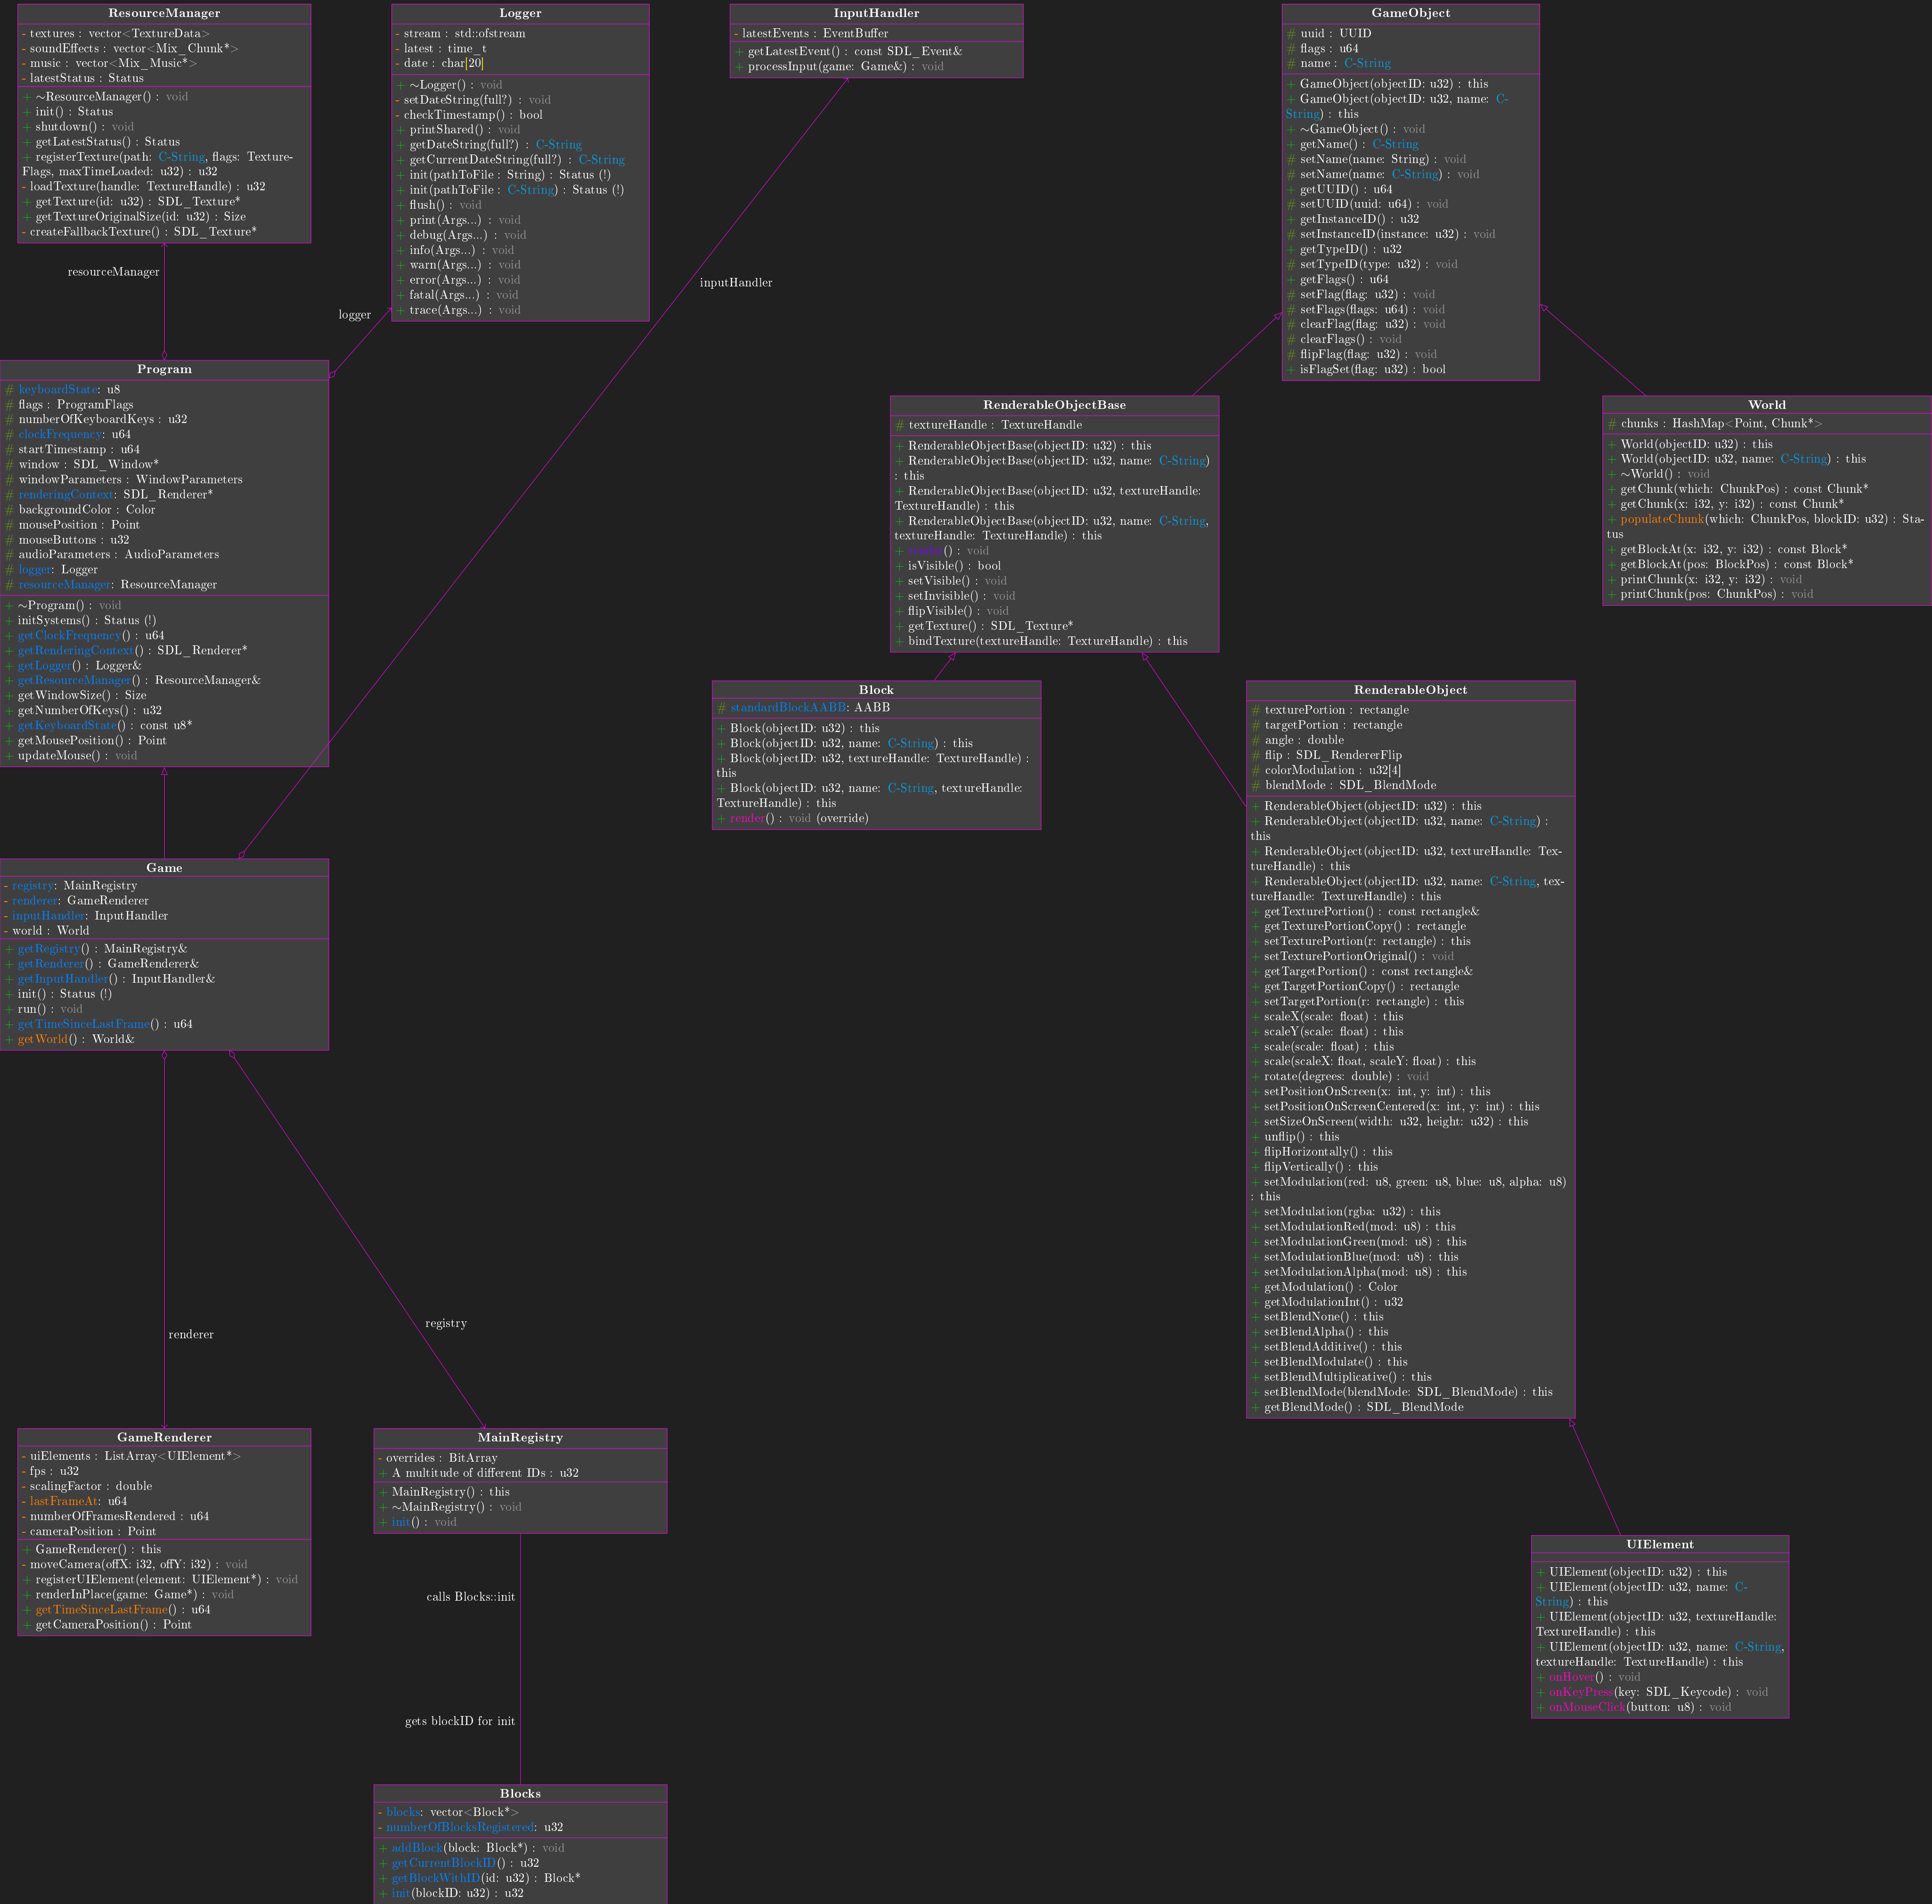 ResourceManager
- textures : vector<TextureData>
- soundEffects : vector<Mix_Chunk*>
- music : vector<Mix_Music*>
- latestStatus : Status
+ ~ResourceManager() : void
+ init() : Status
+ shutdown() : void
+ getLatestStatus() : Status
+ registerTexture(path: C-String, flags: Texture-
Flags, maxTimeLoaded: u32) : u32
- loadTexture(handle: TextureHandle) : u32
+ getTexture(id: u32) : SDL_Texture*
+ getTextureOriginalSize(id: u32) : Size
- createFallbackTexture() : SDL_Texture*
Logger
- stream : std::ofstream
- latest : time_t
- date : char[20]
+ ~Logger() : void
- setDateString(full?) : void
- checkTimestamp() : bool
+ printShared() : void
+ getDateString(full?) : C-String
+ getCurrentDateString(full?) : C-String
+ init(pathToFile : String) : Status (!)
+ init(pathToFile : C-String) : Status (!)
+ flush() : void
+ print(Args...) : void
+ debug(Args...) : void
+ info(Args...) : void
+ warn(Args...) : void
+ error(Args...) : void
+ fatal(Args...) : void
+ trace(Args...) : void
InputHandler
- latestEvents : EventBuffer
+ getLatestEvent() : const SDL_Event&
+ processInput(game: Game&) : void
GameObject
# uuid : UUID
# flags : u64
# name : C-String
+ GameObject(objectID: u32) : this
+ GameObject(objectID: u32, name: C-
String) : this
+ ~GameObject() : void
+ getName() : C-String
# setName(name: String) : void
# setName(name: C-String) : void
+ getUUID() : u64
# setUUID(uuid: u64) : void
+ getInstanceID() : u32
# setInstanceID(instance: u32) : void
+ getTypeID() : u32
# setTypeID(type: u32) : void
+ getFlags() : u64
# setFlag(flag: u32) : void
# setFlags(flags: u64) : void
# clearFlag(flag: u32) : void
# clearFlags() : void
# flipFlag(flag: u32) : void
+ isFlagSet(flag: u32) : bool
resourceManager
logger
inputHandler
Program
# keyboardState: u8
# flags : ProgramFlags
# numberOfKeyboardKeys : u32
# clockFrequency: u64
# startTimestamp : u64
# window : SDL_Window*
# windowParameters : WindowParameters
# renderingContext: SDL_Renderer*
# backgroundColor : Color
# mousePosition : Point
# mouseButtons : u32
# audioParameters : AudioParameters
# logger: Logger
# resourceManager: ResourceManager
+ ~Program() : void
+ initSystems() : Status (!)
+ getClockFrequency() : u64
+ getRenderingContext() : SDL_Renderer*
+ getLogger() : Logger&
+ getResourceManager() : ResourceManager&
+ getWindowSize() : Size
+ getNumberOfKeys() : u32
+ getKeyboardState() : const u8*
+ getMousePosition() : Point
+ updateMouse() : void
RenderableObjectBase
# textureHandle : TextureHandle
+ RenderableObjectBase(objectID: u32) : this
+ RenderableObjectBase(objectID: u32, name: C-String)
: this
+ RenderableObjectBase(objectID: u32, textureHandle:
TextureHandle) : this
+ RenderableObjectBase(objectID: u32, name: C-String,
textureHandle: TextureHandle) : this
+ render() : void
+ isVisible() : bool
+ setVisible() : void
+ setInvisible() : void
+ flipVisible() : void
+ getTexture() : SDL_Texture*
+ bindTexture(textureHandle: TextureHandle) : this
World
# chunks : HashMap<Point, Chunk*>
+ World(objectID: u32) : this
+ World(objectID: u32, name: C-String) : this
+ ~World() : void
+ getChunk(which: ChunkPos) : const Chunk*
+ getChunk(x: i32, y: i32) : const Chunk*
+ populateChunk(which: ChunkPos, blockID: u32) : Sta-
tus
+ getBlockAt(x: i32, y: i32) : const Block*
+ getBlockAt(pos: BlockPos) : const Block*
+ printChunk(x: i32, y: i32) : void
+ printChunk(pos: ChunkPos) : void
Block
# standardBlockAABB: AABB
+ Block(objectID: u32) : this
+ Block(objectID: u32, name: C-String) : this
+ Block(objectID: u32, textureHandle: TextureHandle) :
this
+ Block(objectID: u32, name: C-String, textureHandle:
TextureHandle) : this
+ render() : void (override)
RenderableObject
# texturePortion : rectangle
# targetPortion : rectangle
# angle : double
# flip : SDL_RendererFlip
# colorModulation : u32[4]
# blendMode : SDL_BlendMode
+ RenderableObject(objectID: u32) : this
+ RenderableObject(objectID: u32, name: C-String) :
this
+ RenderableObject(objectID: u32, textureHandle: Tex-
tureHandle) : this
+ RenderableObject(objectID: u32, name: C-String, tex-
tureHandle: TextureHandle) : this
+ getTexturePortion() : const rectangle&
+ getTexturePortionCopy() : rectangle
+ setTexturePortion(r: rectangle) : this
+ setTexturePortionOriginal() : void
+ getTargetPortion() : const rectangle&
+ getTargetPortionCopy() : rectangle
+ setTargetPortion(r: rectangle) : this
+ scaleX(scale: float) : this
+ scaleY(scale: float) : this
+ scale(scale: float) : this
+ scale(scaleX: float, scaleY: float) : this
+ rotate(degrees: double) : void
+ setPositionOnScreen(x: int, y: int) : this
+ setPositionOnScreenCentered(x: int, y: int) : this
+ setSizeOnScreen(width: u32, height: u32) : this
+ unflip() : this
+ flipHorizontally() : this
+ flipVertically() : this
+ setModulation(red: u8, green: u8, blue: u8, alpha: u8)
: this
+ setModulation(rgba: u32) : this
+ setModulationRed(mod: u8) : this
+ setModulationGreen(mod: u8) : this
+ setModulationBlue(mod: u8) : this
+ setModulationAlpha(mod: u8) : this
+ getModulation() : Color
+ getModulationInt() : u32
+ setBlendNone() : this
+ setBlendAlpha() : this
+ setBlendAdditive() : this
+ setBlendModulate() : this
+ setBlendMultiplicative() : this
+ setBlendMode(blendMode: SDL_BlendMode) : this
+ getBlendMode() : SDL_BlendMode
Game
- registry: MainRegistry
- renderer: GameRenderer
- inputHandler: InputHandler
- world : World
+ getRegistry() : MainRegistry&
+ getRenderer() : GameRenderer&
+ getInputHandler() : InputHandler&
+ init() : Status (!)
+ run() : void
+ getTimeSinceLastFrame() : u64
+ getWorld() : World&
renderer
registry
GameRenderer
- uiElements : ListArray<UIElement*>
- fps : u32
- scalingFactor : double
- lastFrameAt: u64
- numberOfFramesRendered : u64
- cameraPosition : Point
+ GameRenderer() : this
- moveCamera(offX: i32, offY: i32) : void
+ registerUIElement(element: UIElement*) : void
+ renderInPlace(game: Game*) : void
+ getTimeSinceLastFrame() : u64
+ getCameraPosition() : Point
MainRegistry
- overrides : BitArray
+ A multitude of different IDs : u32
+ MainRegistry() : this
+ ~MainRegistry() : void
+ init() : void
UIElement
+ UIElement(objectID: u32) : this
+ UIElement(objectID: u32, name: C-
String) : this
+ UIElement(objectID: u32, textureHandle:
TextureHandle) : this
+ UIElement(objectID: u32, name: C-String,
textureHandle: TextureHandle) : this
+ onHover() : void
+ onKeyPress(key: SDL_Keycode) : void
+ onMouseClick(button: u8) : void
calls Blocks::init
gets blockID for init
Blocks
- blocks: vector<Block*>
- numberOfBlocksRegistered: u32
+ addBlock(block: Block*) : void
+ getCurrentBlockID() : u32
+ getBlockWithID(id: u32) : Block*
+ init(blockID: u32) : u32